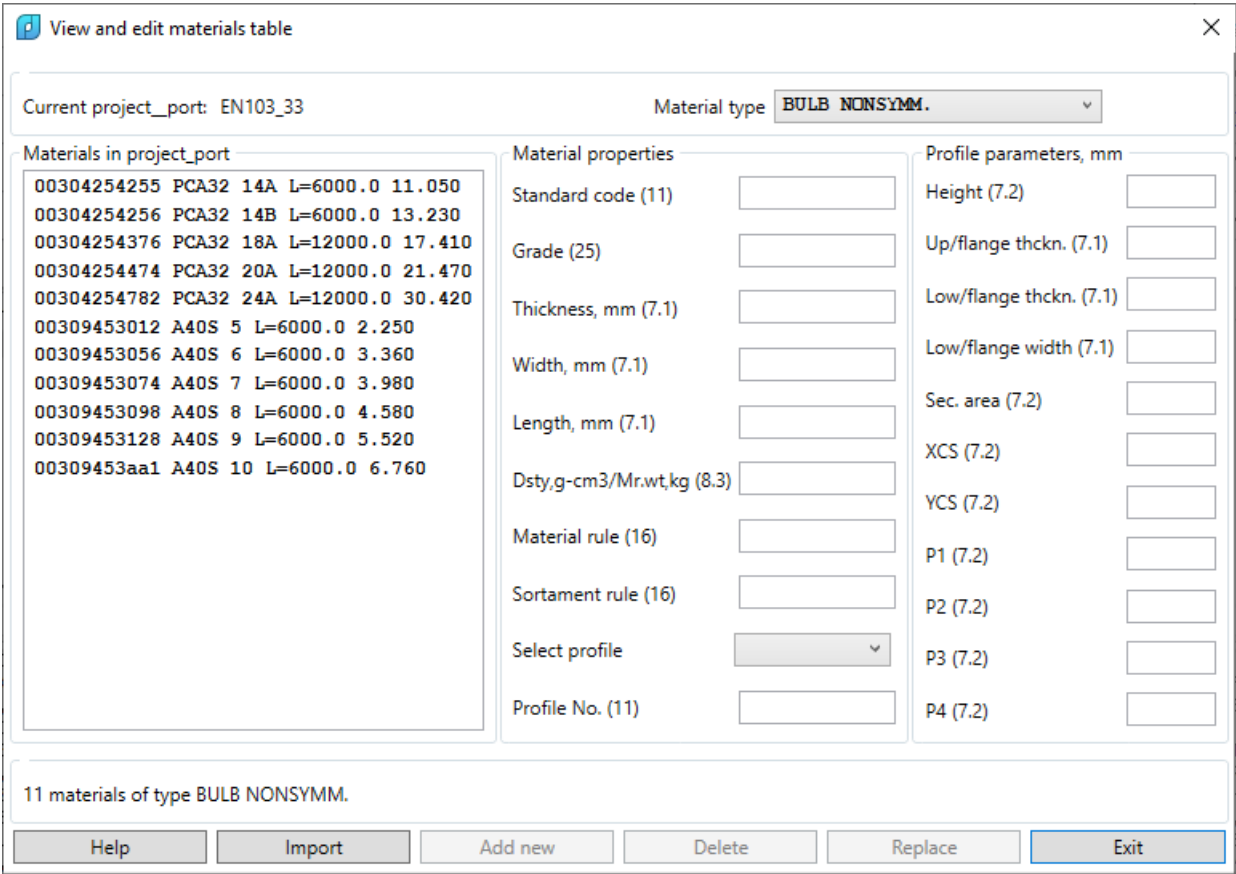 View and edit materials table
Current project__port: EN103_33
Material type BULB NONSYMM.
Materials in project_port
00304254255 PCA32 14A L=6000.0 11.050
00304254256 PCA32 14B L=6000.0 13.230
00304254376 PCA32 18A L=12000.0 17.410
00304254474 PCA32 20A L=12000.0 21.470
00304254782 PCA32 24A L=12000.0 30.420
00309453012 A40S 5 L=6000.0 2.250
00309453056 A40S 6 L=6000.0 3.360
00309453074 A40S 7 L=6000.0 3.980
00309453098 A40S 8 L=6000.0 4.580
00309453128 A40S 9 L=6000.0 5.520
00309453aa1 A40S 10 L=6000.0 6.760
Material properties
Standard code (11)
Grade (25)
Thickness, mm (7.1)
Width, mm (7.1)
Length, mm (7.1)
Dsty,g-cm3/Mr.wt,kg (8.3)
Material rule (16)
Sortament rule (16)
Select profile
Profile No. (11)
Profile parameters, mm
Height (7.2)
Up/flange thckn. (7.1)
Low/flange thckn. (7.1)
Low/flange width (7.1)
Sec. area (7.2)
XCS (7.2)
YCS (7.2)
P1 (7.2)
P2 (7.2)
P3 (7.2)
P4 (7.2)
11 materials of type BULB NONSYMM.
Help Import Add new Delete Replace Exit